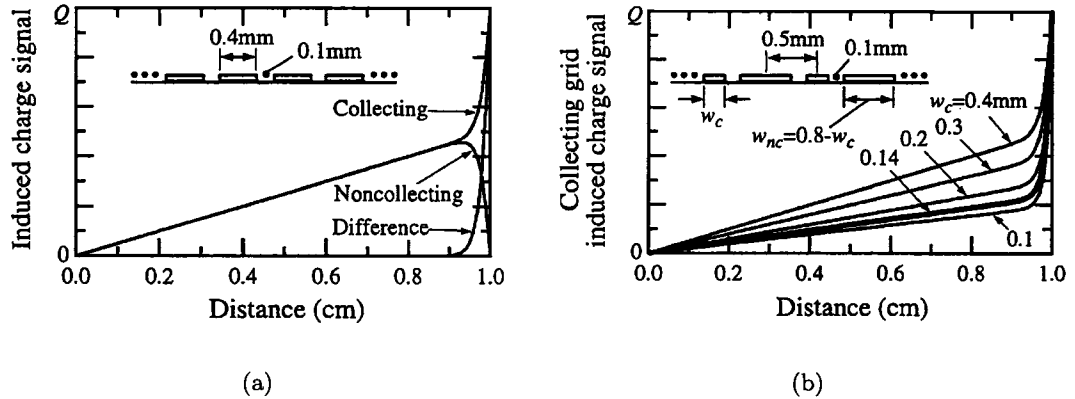 Q
0.4mm
0.1mm
Collecting
Noncollecting
Difference
Induced charge signal
0
0.0 0.2 0.4 0.6 0.8 1.0
Distance (cm)
(a)
Q
0.5mm
0.1mm
w_c
w_nc=0.8-w_c
w_c=0.4mm
0.3
0.2
0.14
0.1
Collecting grid
induced charge signal
0
0.0 0.2 0.4 0.6 0.8 1.0
Distance (cm)
(b)